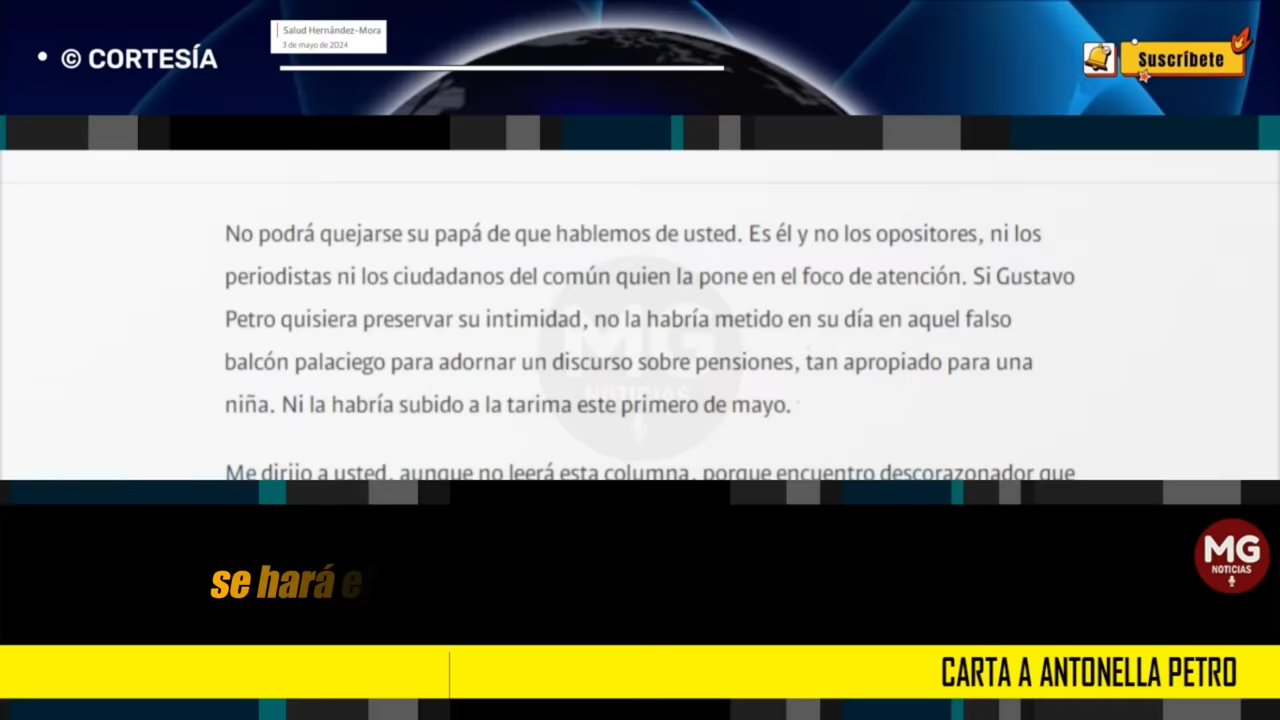 • © CORTESÍA
Salud Hernández-Mora
3 de mayo de 2024
Suscríbete
No podrá quejarse su papá de que hablemos de usted. Es él y no los opositores, ni los
periodistas ni los ciudadanos del común quien la pone en el foco de atención. Si Gustavo
Petro quisiera preservar su intimidad, no la habría metido en su día en aquel falso
balcón palaciego para adornar un discurso sobre pensiones, tan apropiado para una
niña. Ni la habría subido a la tarima este primero de mayo.
Me dirijo a usted, aunque no leerá esta columna, porque encuentro descorazonador que
MG
NOTICIAS
se hará e
MG
NOTICIAS
CARTA A ANTONELLA PETRO